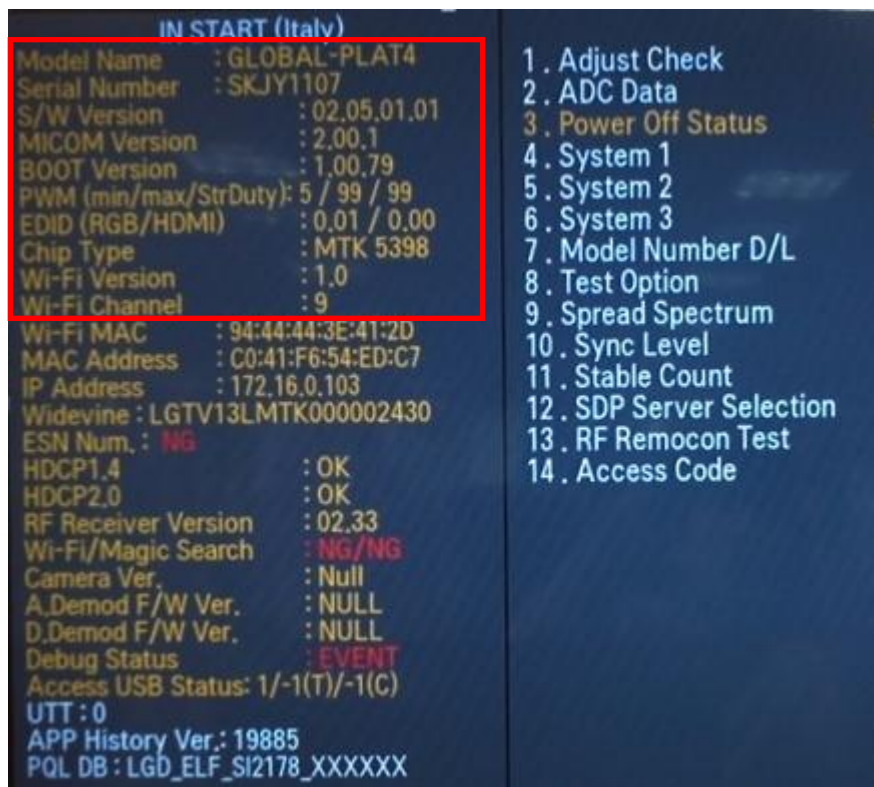 IN START (Italy)
Model Name : GLOBAL-PLAT4
Serial Number : SKJY1107
S/W Version : 02.05.01.01
MICOM Version : 2.00.1
BOOT Version : 1.00.79
PWM (min/max/StrDuty): 5 / 99 / 99
EDID (RGB/HDMI) : 0.01 / 0.00
Chip Type : MTK 5398
Wi-Fi Version : 1.0
Wi-Fi Channel : 9
Wi-Fi MAC : 94:44:44:3E:41:2D
MAC Address : C0:41:F6:54:ED:C7
IP Address : 172.16.0.103
Widevine : LGTV13LMTK000002430
ESN Num. : NG
HDCP1.4 : OK
HDCP2.0 : OK
RF Receiver Version : 02.33
Wi-Fi/Magic Search : NG/NG
Camera Ver. : Null
A.Demod F/W Ver. : NULL
D.Demod F/W Ver. : NULL
Debug Status : EVENT
Access USB Status: 1/-1(T)/-1(C)
UTT : 0
APP History Ver.: 19885
PQL DB : LGD_ELF_SI2178_XXXXXX
1 . Adjust Check
2 . ADC Data
3 . Power Off Status
4 . System 1
5 . System 2
6 . System 3
7 . Model Number D/L
8 . Test Option
9 . Spread Spectrum
10 . Sync Level
11 . Stable Count
12 . SDP Server Selection
13 . RF Remocon Test
14 . Access Code